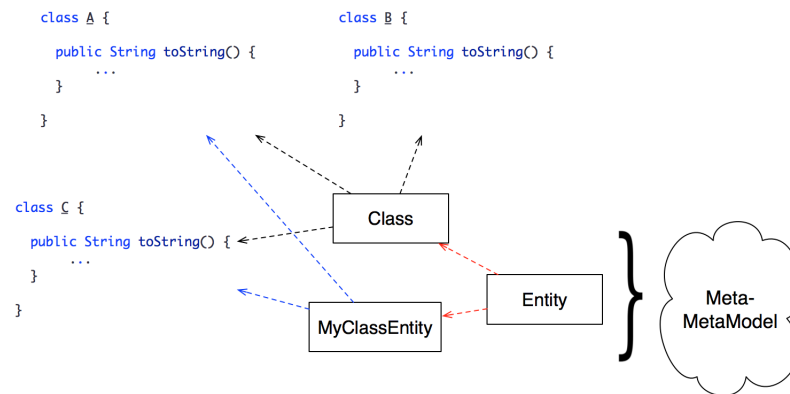 class A {
public String toString() {
...
}
}
class B {
public String toString() {
...
}
}
class C {
public String toString() {
...
}
}
Class
Entity
MyClassEntity
}
Meta-
MetaModel